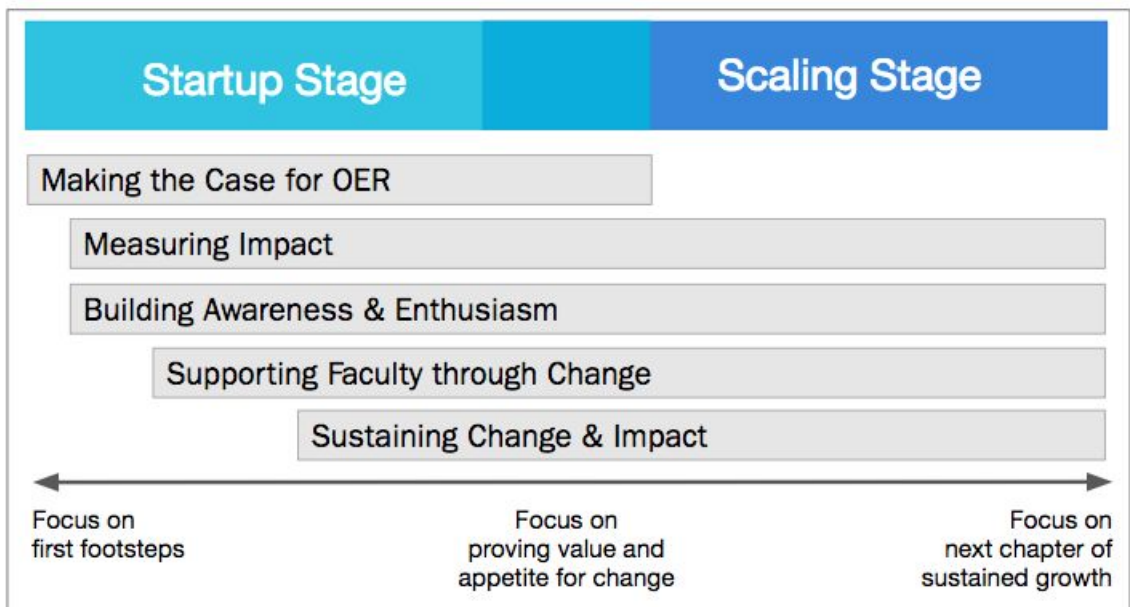 Startup Stage
Scaling Stage
Making the Case for OER
Measuring Impact
Building Awareness & Enthusiasm
Supporting Faculty through Change
Sustaining Change & Impact
Focus on
first footsteps
Focus on
proving value and
appetite for change
Focus on
next chapter of
sustained growth